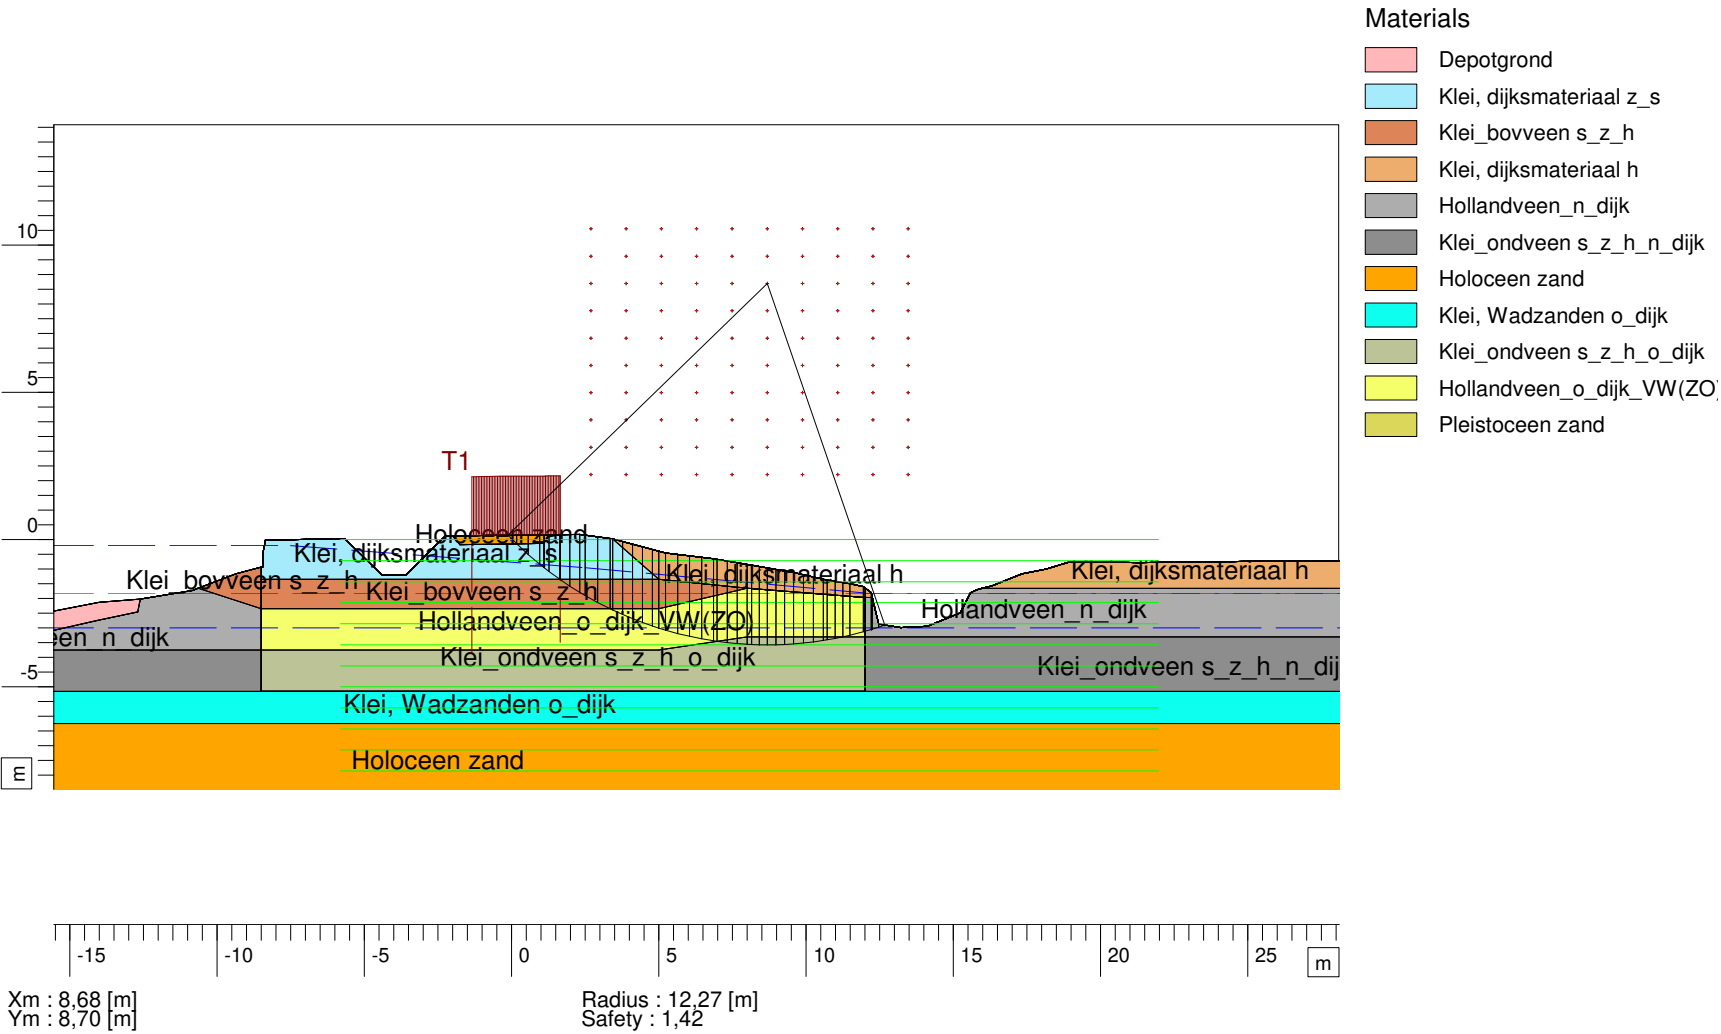 Materials
Depotgrond
Klei, dijksmateriaal z_s
Klei_bovveen s_z_h
Klei, dijksmateriaal h
Hollandveen_n_dijk
Klei_ondveen s_z_h_n_dijk
Holoceen zand
Klei, Wadzanden o_dijk
Klei_ondveen s_z_h_o_dijk
Hollandveen_o_dijk_VW(ZO)
Pleistoceen zand
10
5
0
-5
m
T1
Holoceen zand
Klei, dijksmateriaal z_s
Klei_bovveen s_z_h
Klei, dijksmateriaal h
Klei, dijksmateriaal h
Klei_bovveen s_z_h
Hollandveen_n_dijk
Hollandveen_o_dijk_VW(ZO)
een_n_dijk
Klei_ondveen s_z_h_o_dijk
Klei_ondveen s_z_h_n_dij
Klei, Wadzanden o_dijk
Holoceen zand
-15 -10 -5 0 5 10 15 20 25 m
Xm : 8,68 [m] Radius : 12,27 [m]
Ym : 8,70 [m] Safety : 1,42